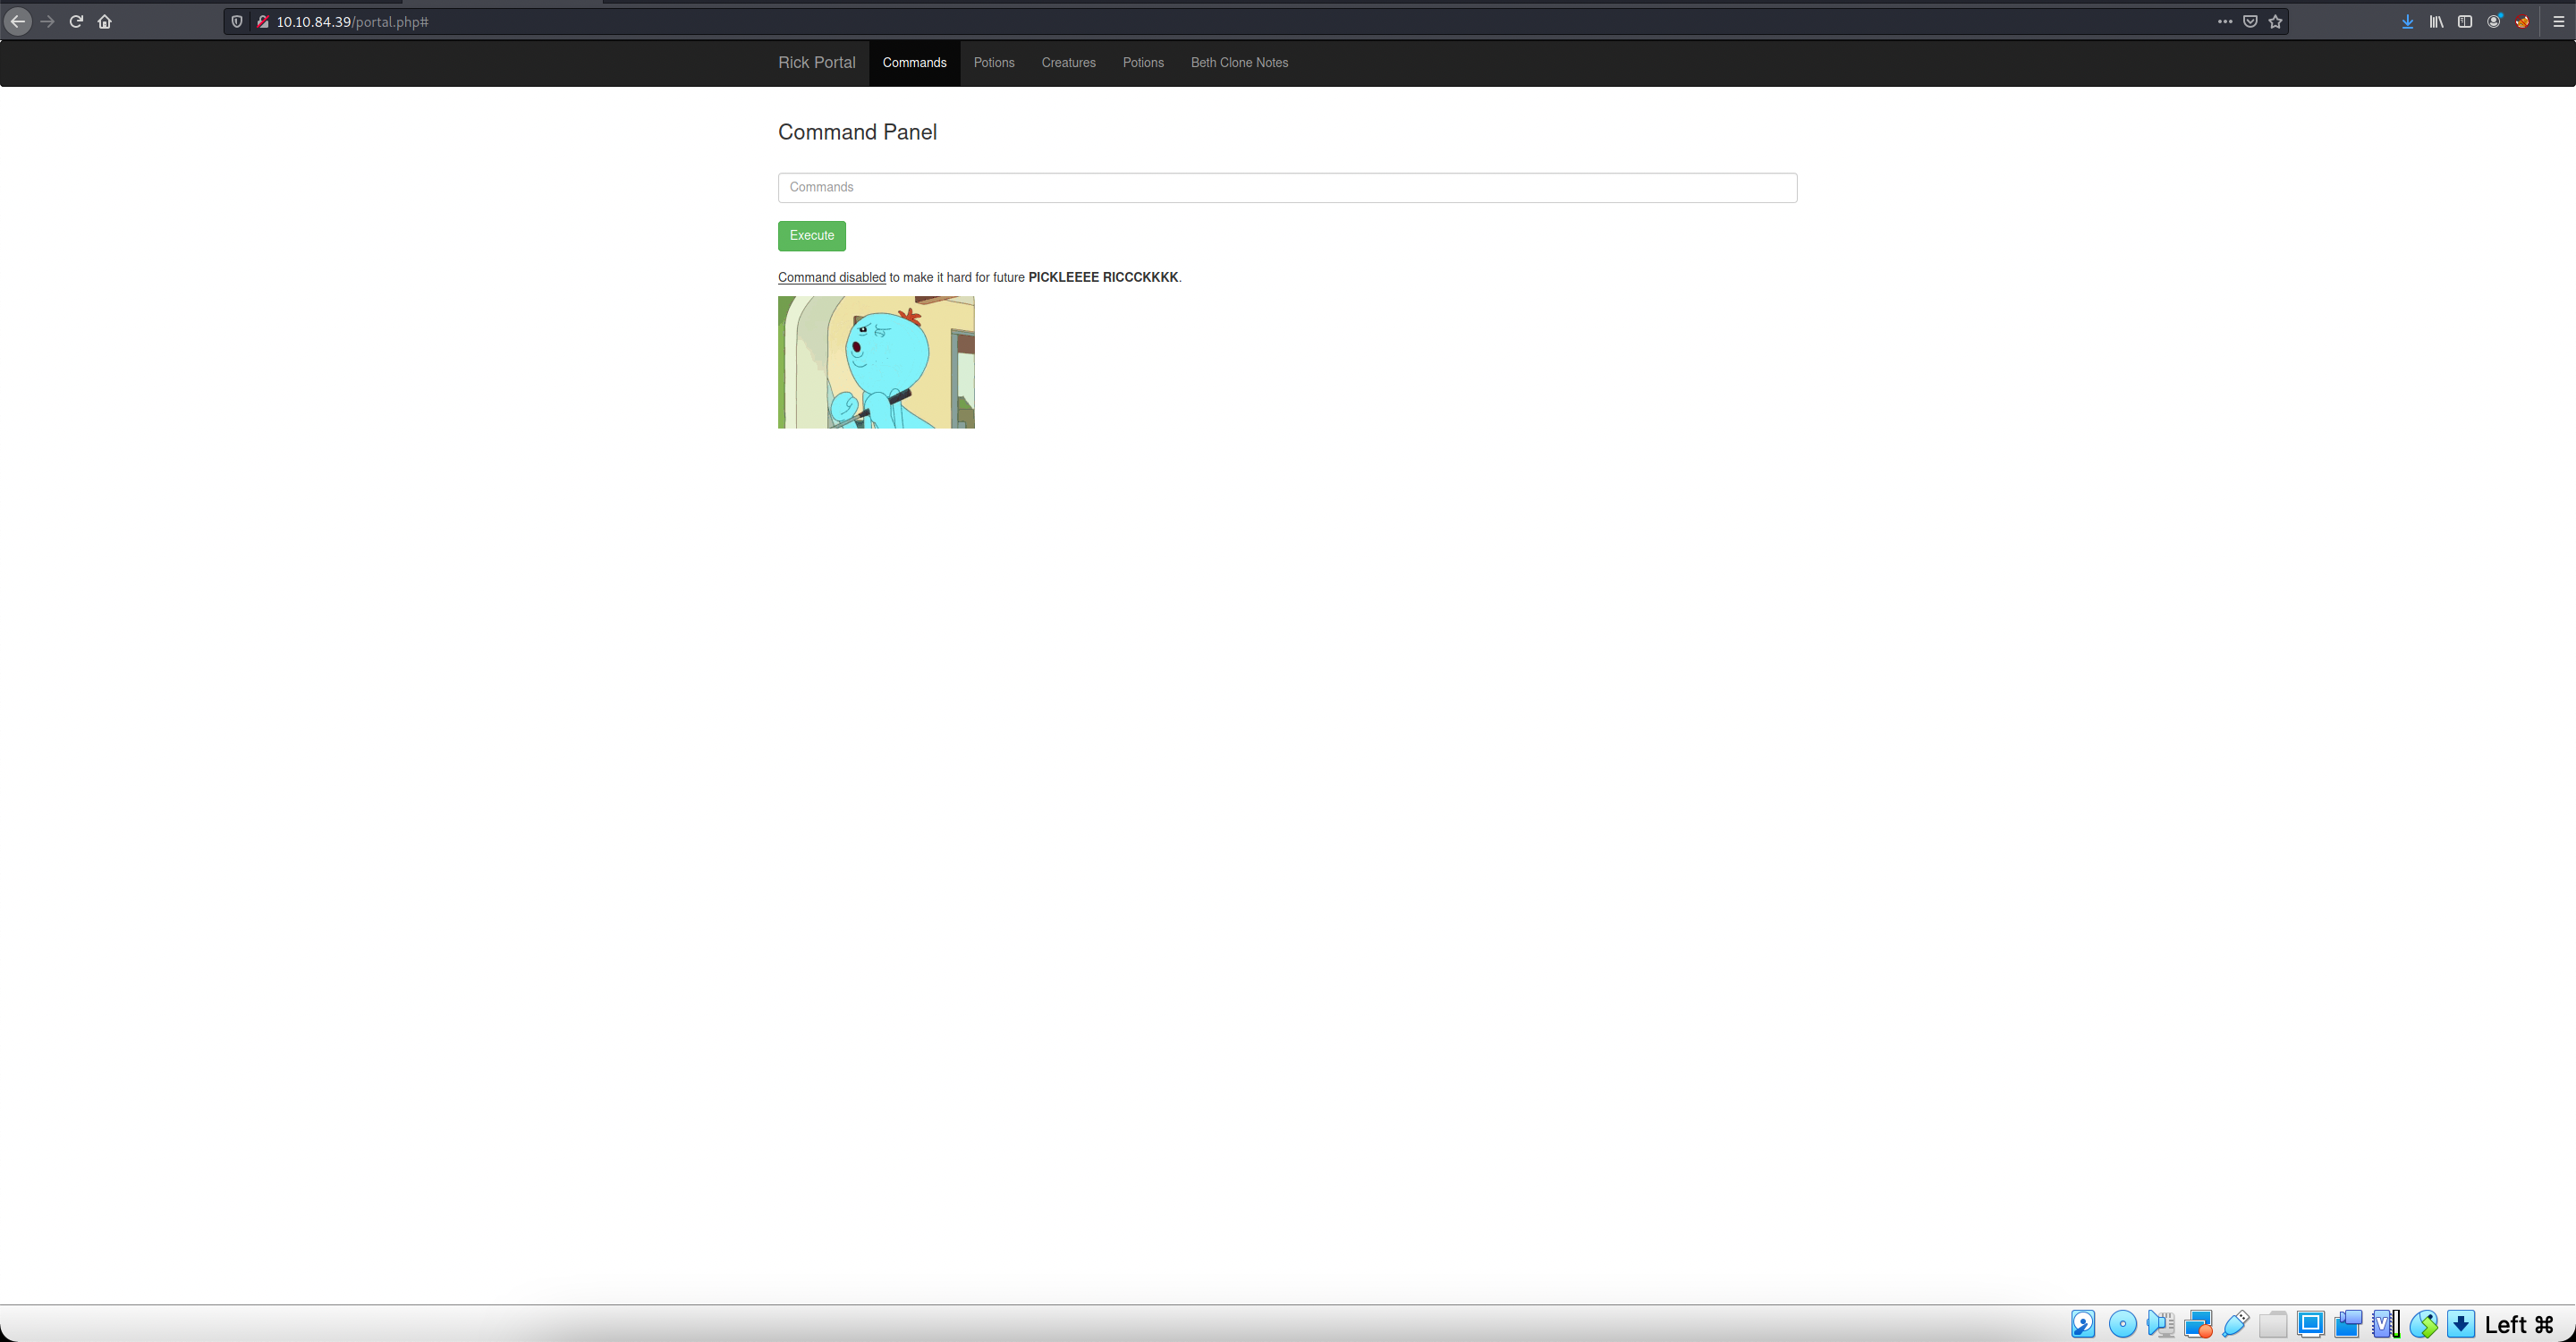 10.10.84.39/portal.php#
Rick Portal Commands Potions Creatures Potions Beth Clone Notes
Command Panel
Commands
Execute
Command disabled to make it hard for future PICKLEEEE RICCCKKKK.
Left ⌘